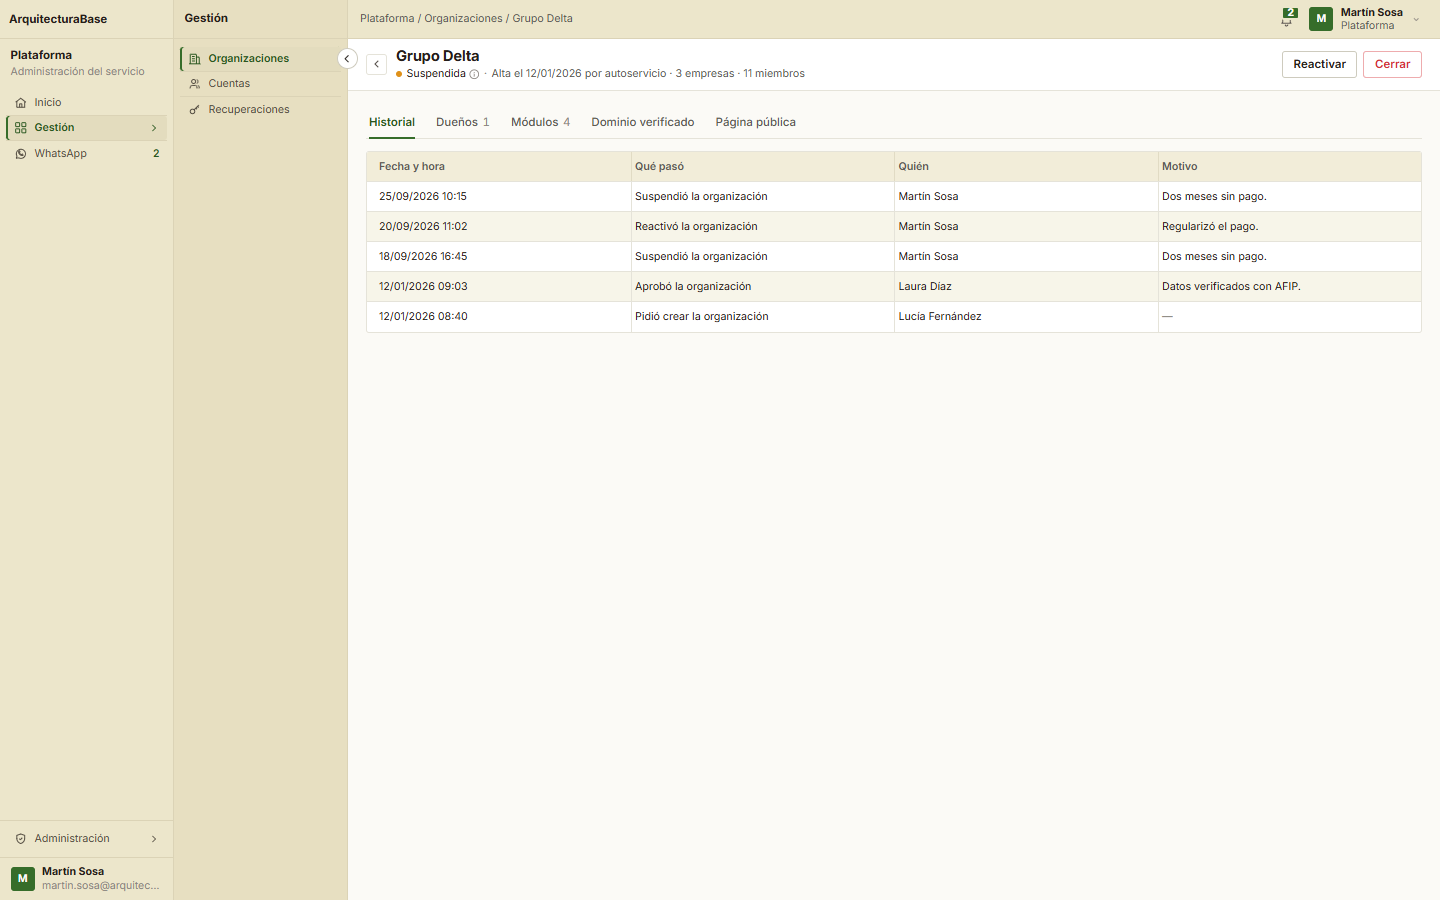 ArquitecturaBase
Plataforma
Administración del servicio
Inicio
Gestión
WhatsApp 2
Administración
M
Martín Sosa
martin.sosa@arquitec...
Gestión
Organizaciones
Cuentas
Recuperaciones
Plataforma / Organizaciones / Grupo Delta
2
M
Martín Sosa
Plataforma
Grupo Delta
Suspendida · Alta el 12/01/2026 por autoservicio · 3 empresas · 11 miembros
Reactivar
Cerrar
Historial Dueños 1 Módulos 4 Dominio verificado Página pública
Fecha y hora Qué pasó Quién Motivo
25/09/2026 10:15 Suspendió la organización Martín Sosa Dos meses sin pago.
20/09/2026 11:02 Reactivó la organización Martín Sosa Regularizó el pago.
18/09/2026 16:45 Suspendió la organización Martín Sosa Dos meses sin pago.
12/01/2026 09:03 Aprobó la organización Laura Díaz Datos verificados con AFIP.
12/01/2026 08:40 Pidió crear la organización Lucía Fernández —